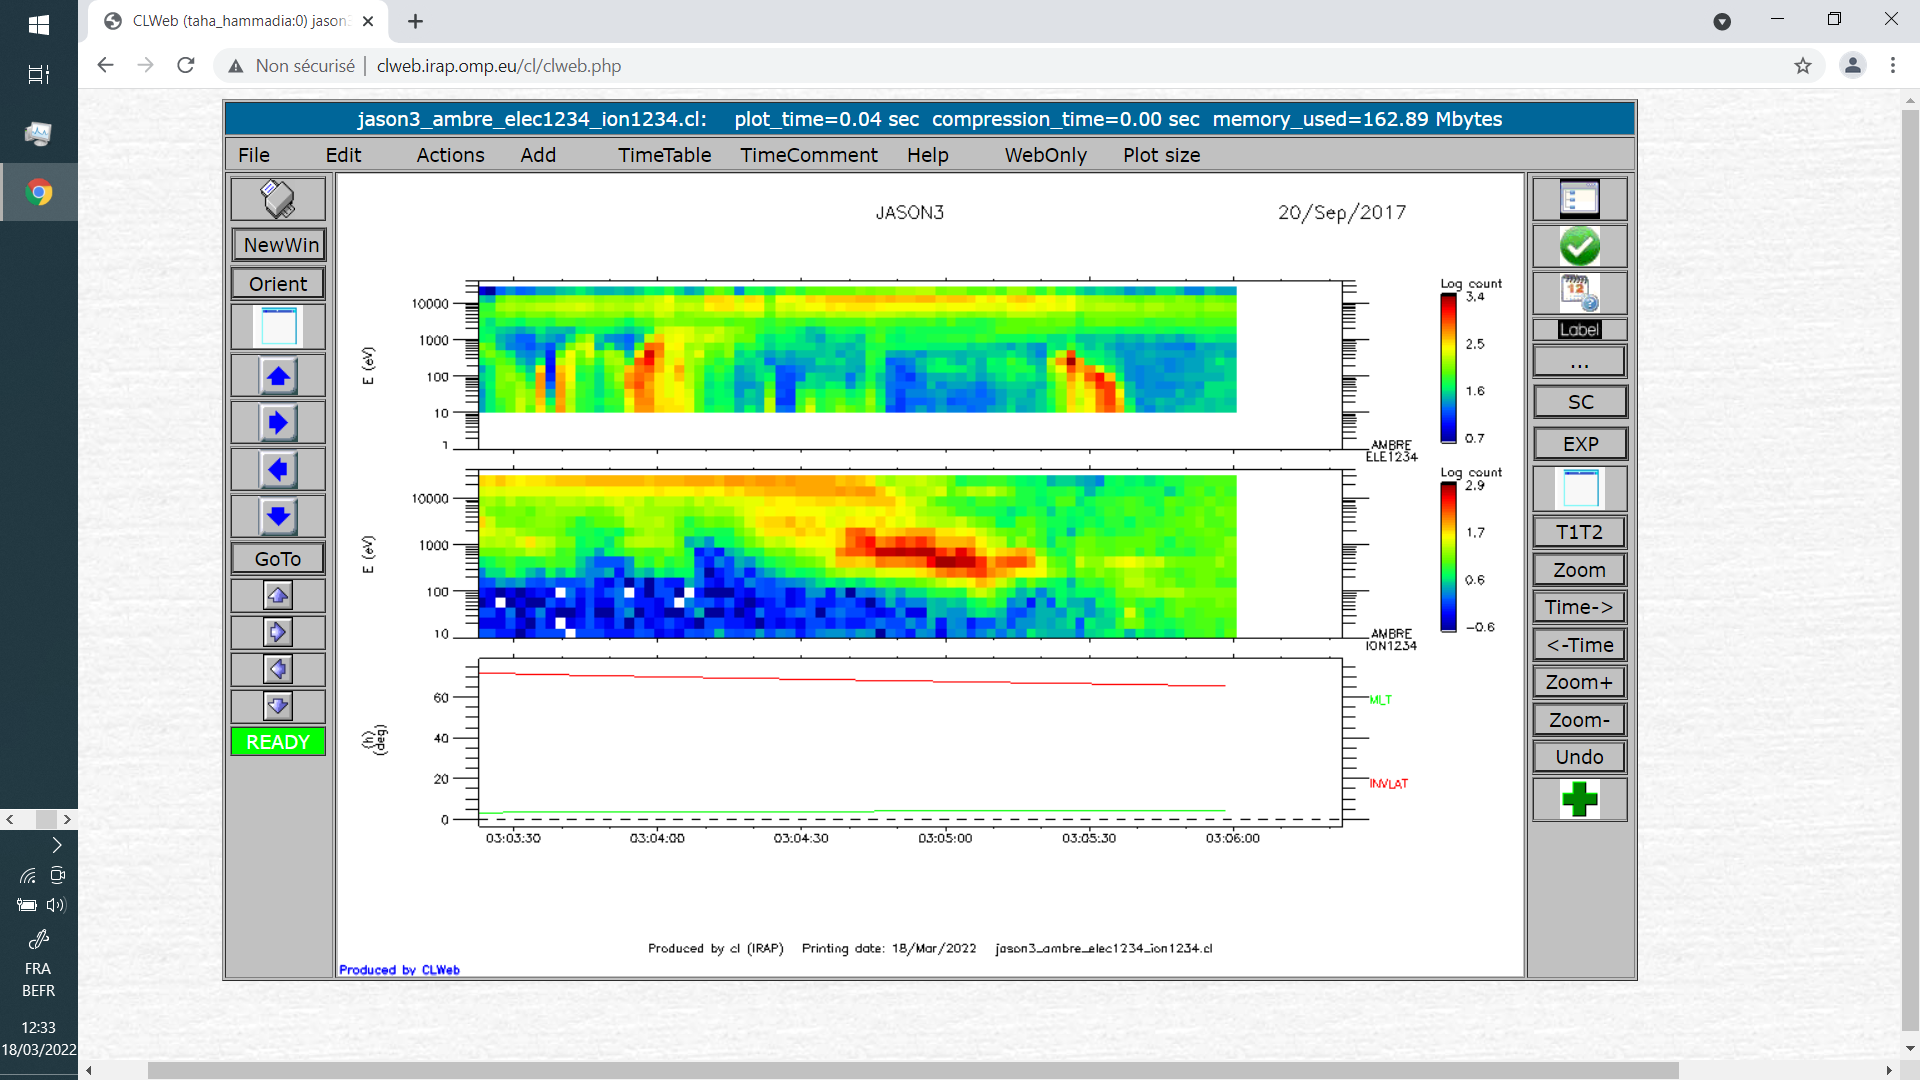 CLWeb (taha_hammadia:0) jason3
Non sécurisé | clweb.irap.omp.eu/cl/clweb.php
jason3_ambre_elec1234_ion1234.cl: plot_time=0.04 sec compression_time=0.00 sec memory_used=162.89 Mbytes
File Edit Actions Add TimeTable TimeComment Help WebOnly Plot size
NewWin
Orient
GoTo
READY
JASON3
20/Sep/2017
E (eV)
10000
1000
100
10
1
Log count
3.4
2.5
1.6
0.7
AMBRE
ELE1234
E (eV)
10000
1000
100
10
Log count
2.9
1.7
0.6
−0.6
AMBRE
ION1234
(h)
(deg)
60
40
20
0
MLT
INVLAT
03:03:30 03:04:00 03:04:30 03:05:00 03:05:30 03:06:00
Produced by cl (IRAP) Printing date: 18/Mar/2022 jason3_ambre_elec1234_ion1234.cl
Produced by CLWeb
12
Label
...
SC
EXP
T1T2
Zoom
Time->
<-Time
Zoom+
Zoom-
Undo
FRA
BEFR
12:33
18/03/2022